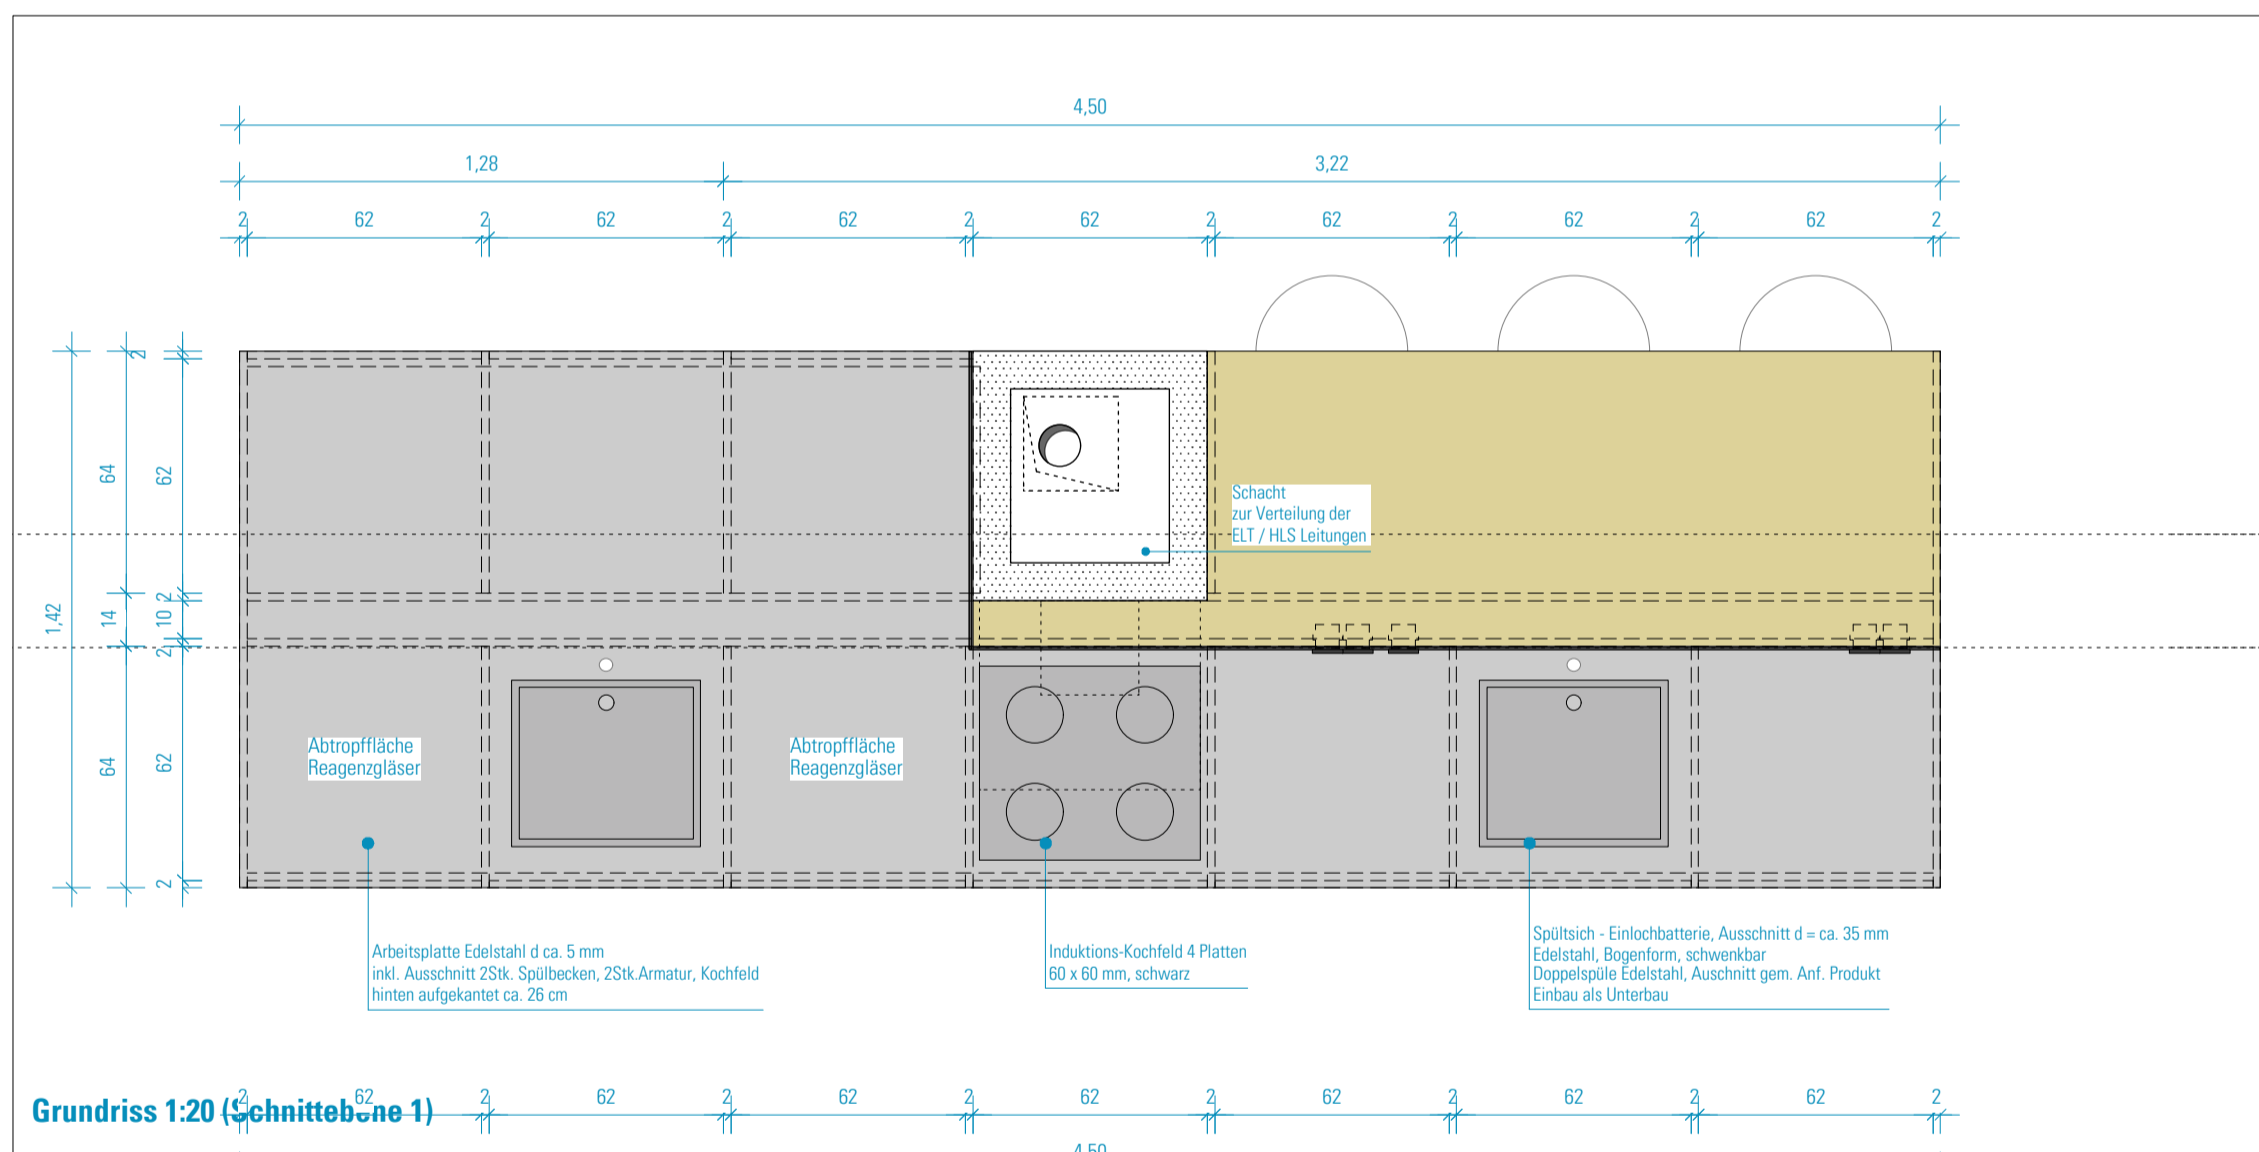 4,50
1,28 3,22
2 62 2 62 2 62 2 62 2 62 2 62 2 62 2
2
64 62
Schacht
zur Verteilung der
ELT / HLS Leitungen
1,42 14 10 2
2
64 62
2
Abtropffläche
Reagenzgläser
Abtropffläche
Reagenzgläser
Arbeitsplatte Edelstahl d ca. 5 mm
inkl. Ausschnitt 2Stk. Spülbecken, 2Stk.Armatur, Kochfeld
hinten aufgekantet ca. 26 cm
Induktions-Kochfeld 4 Platten
60 x 60 mm, schwarz
Spültsich - Einlochbatterie, Ausschnitt d = ca. 35 mm
Edelstahl, Bogenform, schwenkbar
Doppelspüle Edelstahl, Auschnitt gem. Anf. Produkt
Einbau als Unterbau
2 62 2 62 2 62 2 62 2 62 2 62 2 62 2
Grundriss 1:20 (Schnittebene 1)
4,50